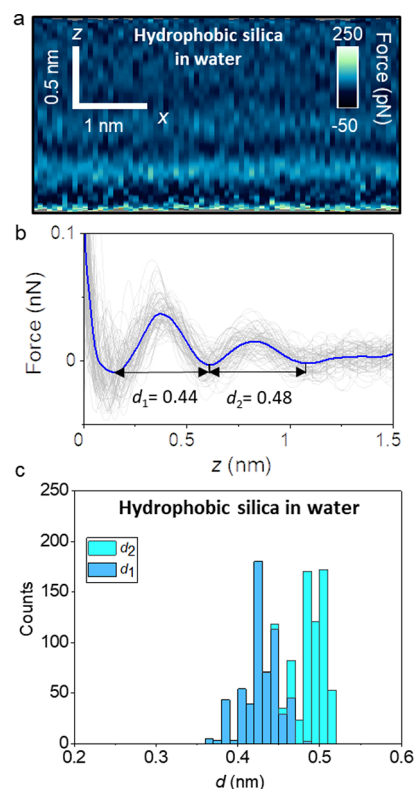 a
z
Hydrophobic silica
in water
250
Force (pN)
-50
0.5 nm
1 nm
x
b
0.1
Force (nN)
0
d1= 0.44
d2= 0.48
0
0.5
1
1.5
z (nm)
c
250
Hydrophobic silica in water
200
d2
d1
150
Counts
100
50
0
0.2
0.3
0.4
0.5
0.6
d (nm)